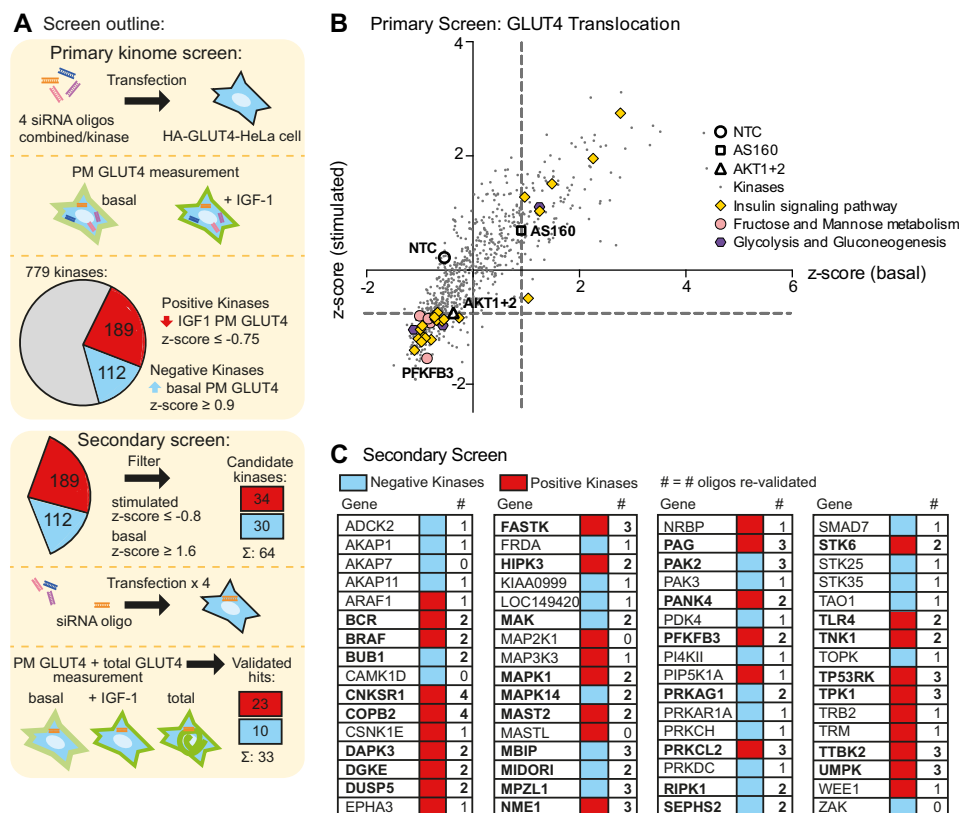 A Screen outline:
Primary kinome screen:
Transfection
4 siRNA oligos
combined/kinase
HA-GLUT4-HeLa cell
PM GLUT4 measurement
basal
+ IGF-1
779 kinases:
189
112
Positive Kinases
IGF1 PM GLUT4
z-score ≤ -0.75
Negative Kinases
basal PM GLUT4
z-score ≥ 0.9
Secondary screen:
189
112
Filter
stimulated
z-score ≤ -0.8
basal
z-score ≥ 1.6
Candidate
kinases:
34
30
Σ: 64
Transfection x 4
siRNA oligo
PM GLUT4 + total GLUT4
measurement
basal + IGF-1 total
Validated
hits:
23
10
Σ: 33
B Primary Screen: GLUT4 Translocation
z-score (stimulated)
4
2
-2
-2
2
4
6
z-score (basal)
NTC
AS160
AKT1+2
PFKFB3
NTC
AS160
AKT1+2
Kinases
Insulin signaling pathway
Fructose and Mannose metabolism
Glycolysis and Gluconeogenesis
C Secondary Screen
Negative Kinases Positive Kinases # = # oligos re-validated
Gene #
ADCK2 1
AKAP1 1
AKAP7 0
AKAP11 1
ARAF1 1
BCR 2
BRAF 2
BUB1 2
CAMK1D 0
CNKSR1 4
COPB2 4
CSNK1E 1
DAPK3 2
DGKE 2
DUSP5 2
EPHA3 1
Gene #
FASTK 3
FRDA 1
HIPK3 2
KIAA0999 1
LOC149420 1
MAK 2
MAP2K1 0
MAP3K3 1
MAPK1 2
MAPK14 2
MAST2 2
MASTL 0
MBIP 3
MIDORI 2
MPZL1 3
NME1 3
Gene #
NRBP 1
PAG 3
PAK2 3
PAK3 1
PANK4 2
PDK4 1
PFKFB3 2
PI4KII 1
PIP5K1A 1
PRKAG1 2
PRKAR1A 1
PRKCH 1
PRKCL2 3
PRKDC 1
RIPK1 2
SEPHS2 2
Gene #
SMAD7 1
STK6 2
STK25 1
STK35 1
TAO1 1
TLR4 2
TNK1 2
TOPK 1
TP53RK 3
TPK1 3
TRB2 1
TRM 1
TTBK2 3
UMPK 3
WEE1 1
ZAK 0